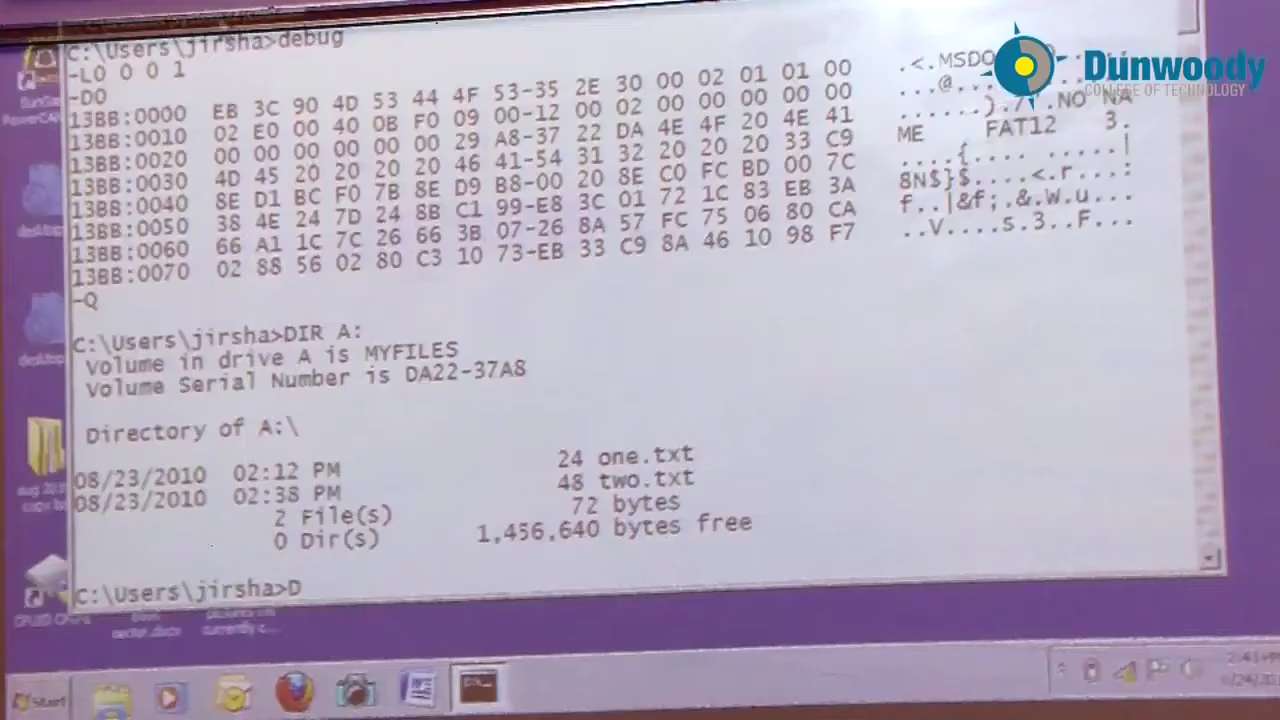 C:\Users\jirsha>debug
-L0 0 0 1
-D0
13BB:0000 EB 3C 90 4D 53 44 4F 53-35 2E 30 00 02 01 01 00 .<.MSDO
13BB:0010 02 E0 00 40 0B F0 09 00-12 00 02 00 00 00 00 00 ...@...
13BB:0020 00 00 00 00 00 00 29 A8-37 22 DA 4E 4F 20 4E 41 ......).7".NO NA
13BB:0030 4D 45 20 20 20 20 46 41-54 31 32 20 20 20 33 C9 ME FAT12 3.
13BB:0040 8E D1 BC F0 7B 8E D9 B8-00 20 8E C0 FC BD 00 7C ....{.... .....|
13BB:0050 38 4E 24 7D 24 8B C1 99-E8 3C 01 72 1C 83 EB 3A 8N$}$....<.r...:
13BB:0060 66 A1 1C 7C 26 66 3B 07-26 8A 57 FC 75 06 80 CA f..|&f;.&.W.u...
13BB:0070 02 88 56 02 80 C3 10 73-EB 33 C9 8A 46 10 98 F7 ..V....s.3..F...
-Q
C:\Users\jirsha>DIR A:
Volume in drive A is MYFILES
Volume Serial Number is DA22-37A8
Directory of A:\
08/23/2010 02:12 PM 24 one.txt
08/23/2010 02:38 PM 48 two.txt
2 File(s) 72 bytes
0 Dir(s) 1,456,640 bytes free
C:\Users\jirsha>D
Dunwoody
COLLEGE OF TECHNOLOGY
Start